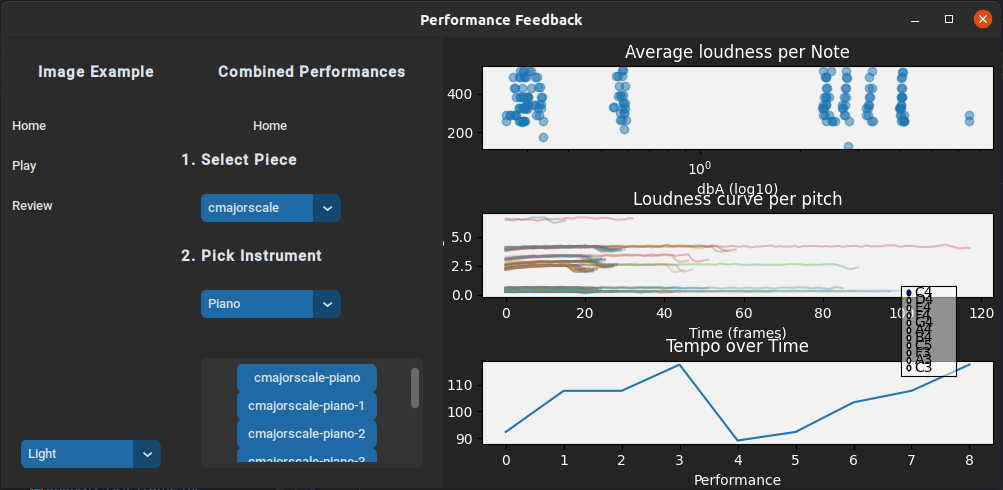 Performance Feedback
Image Example
Home
Play
Review
Light
Combined Performances
Home
1. Select Piece
cmajorscale
2. Pick Instrument
Piano
cmajorscale-piano
cmajorscale-piano-1
cmajorscale-piano-2
cmajorscale-piano-3
Average loudness per Note
400
200
10⁰
dbA (log10)
Loudness curve per pitch
5.0
2.5
0.0
0 20 40 60 80 120
Time (frames)
C4
D4
E4
F4
G4
A4
B4
C5
F3
A3
C3
Tempo over Time
110
100
90
0 1 2 3 4 5 6 7 8
Performance